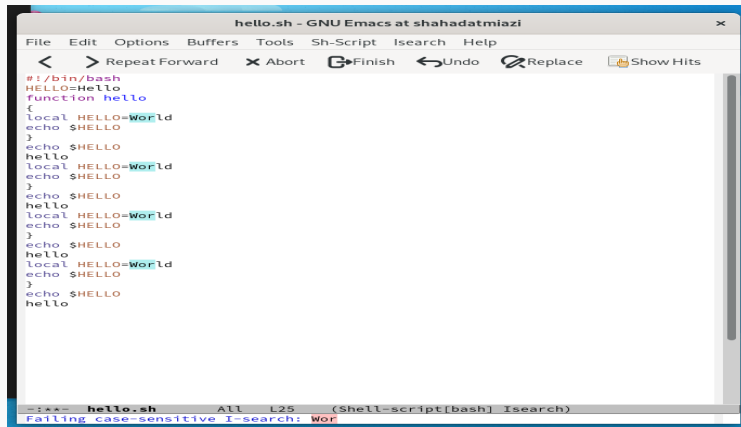 hello.sh - GNU Emacs at shahadatmiazi ×
File Edit Options Buffers Tools Sh-Script Isearch Help
Repeat Forward Abort Finish Undo Replace Show Hits
#!/bin/bash
HELLO=Hello
function hello
{
local HELLO=World
echo $HELLO
}
echo $HELLO
hello
local HELLO=World
echo $HELLO
}
echo $HELLO
hello
local HELLO=World
echo $HELLO
}
echo $HELLO
hello
local HELLO=World
echo $HELLO
}
echo $HELLO
hello
-:**- hello.sh All L25 (Shell-script[bash] Isearch)
Failing case-sensitive I-search: Wor